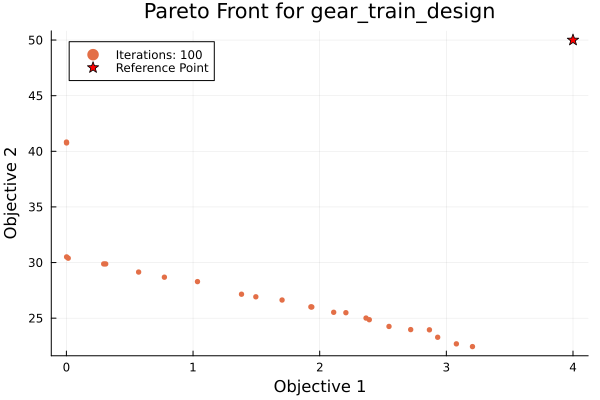 Pareto Front for gear_train_design
Iterations: 100
Reference Point
Objective 2
50
45
40
35
30
25
0 1 2 3 4
Objective 1